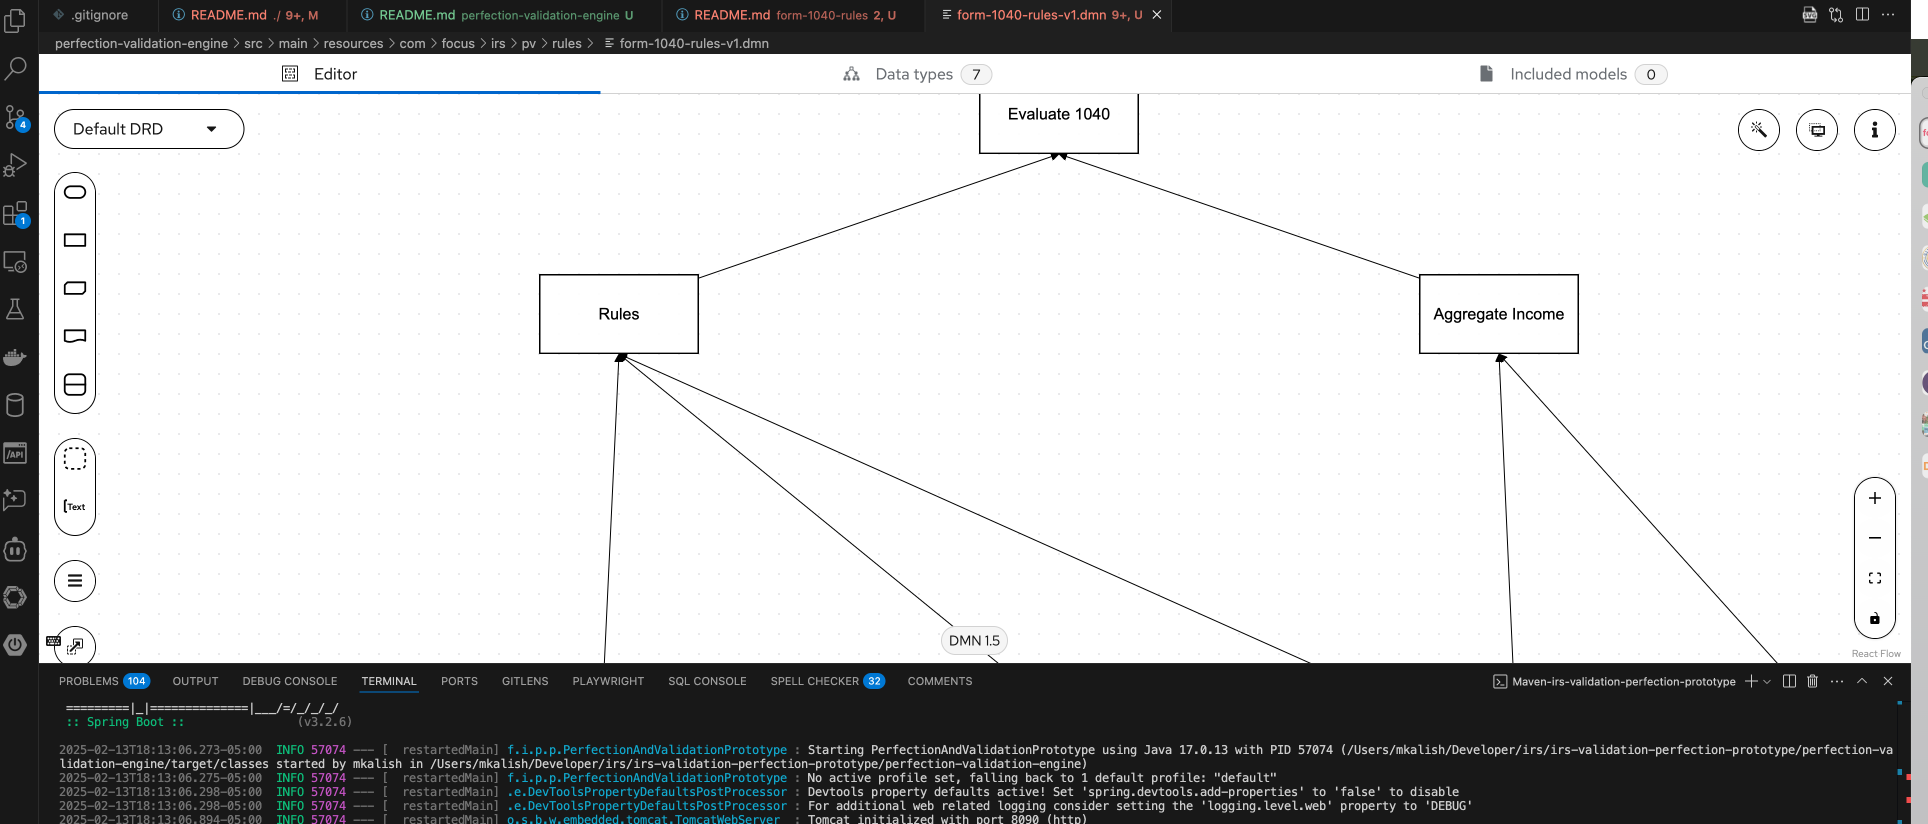 .gitignore
README.md ./ 9+, M
README.md perfection-validation-engine U
README.md form-1040-rules 2, U
form-1040-rules-v1.dmn 9+, U
perfection-validation-engine > src > main > resources > com > focus > irs > pv > rules > form-1040-rules-v1.dmn
Editor
Data types 7
Included models 0
Default DRD
Evaluate 1040
4
1
Rules
Aggregate Income
/API
[Text
DMN 1.5
React Flow
PROBLEMS 104 OUTPUT DEBUG CONSOLE TERMINAL PORTS GITLENS PLAYWRIGHT SQL CONSOLE SPELL CHECKER 32 COMMENTS
Maven-irs-validation-perfection-prototype
=========|_|==============|___/=/_/_/_/
:: Spring Boot :: (v3.2.6)
2025-02-13T18:13:06.273-05:00 INFO 57074 --- [ restartedMain] f.i.p.p.PerfectionAndValidationPrototype : Starting PerfectionAndValidationPrototype using Java 17.0.13 with PID 57074 (/Users/mkalish/Developer/irs/irs-validation-perfection-prototype/perfection-va
lidation-engine/target/classes started by mkalish in /Users/mkalish/Developer/irs/irs-validation-perfection-prototype/perfection-validation-engine)
2025-02-13T18:13:06.275-05:00 INFO 57074 --- [ restartedMain] f.i.p.p.PerfectionAndValidationPrototype : No active profile set, falling back to 1 default profile: "default"
2025-02-13T18:13:06.298-05:00 INFO 57074 --- [ restartedMain] .e.DevToolsPropertyDefaultsPostProcessor : Devtools property defaults active! Set 'spring.devtools.add-properties' to 'false' to disable
2025-02-13T18:13:06.298-05:00 INFO 57074 --- [ restartedMain] .e.DevToolsPropertyDefaultsPostProcessor : For additional web related logging consider setting the 'logging.level.web' property to 'DEBUG'
2025-02-13T18:13:06.894-05:00 INFO 57074 --- [ restartedMain] o.s.b.w.embedded.tomcat.TomcatWebServer : Tomcat initialized with port 8090 (http)